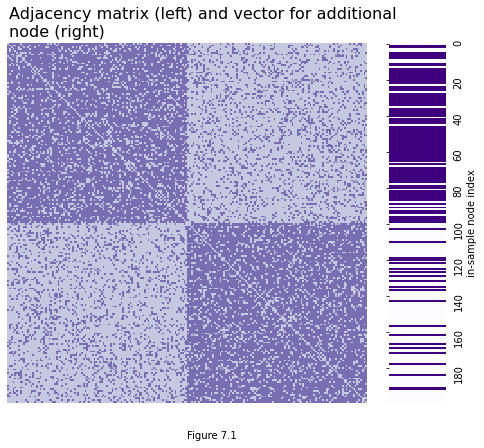 Adjacency matrix (left) and vector for additional
node (right)
0
20
40
60
80
100
120
140
160
180
in-sample node index
Figure 7.1